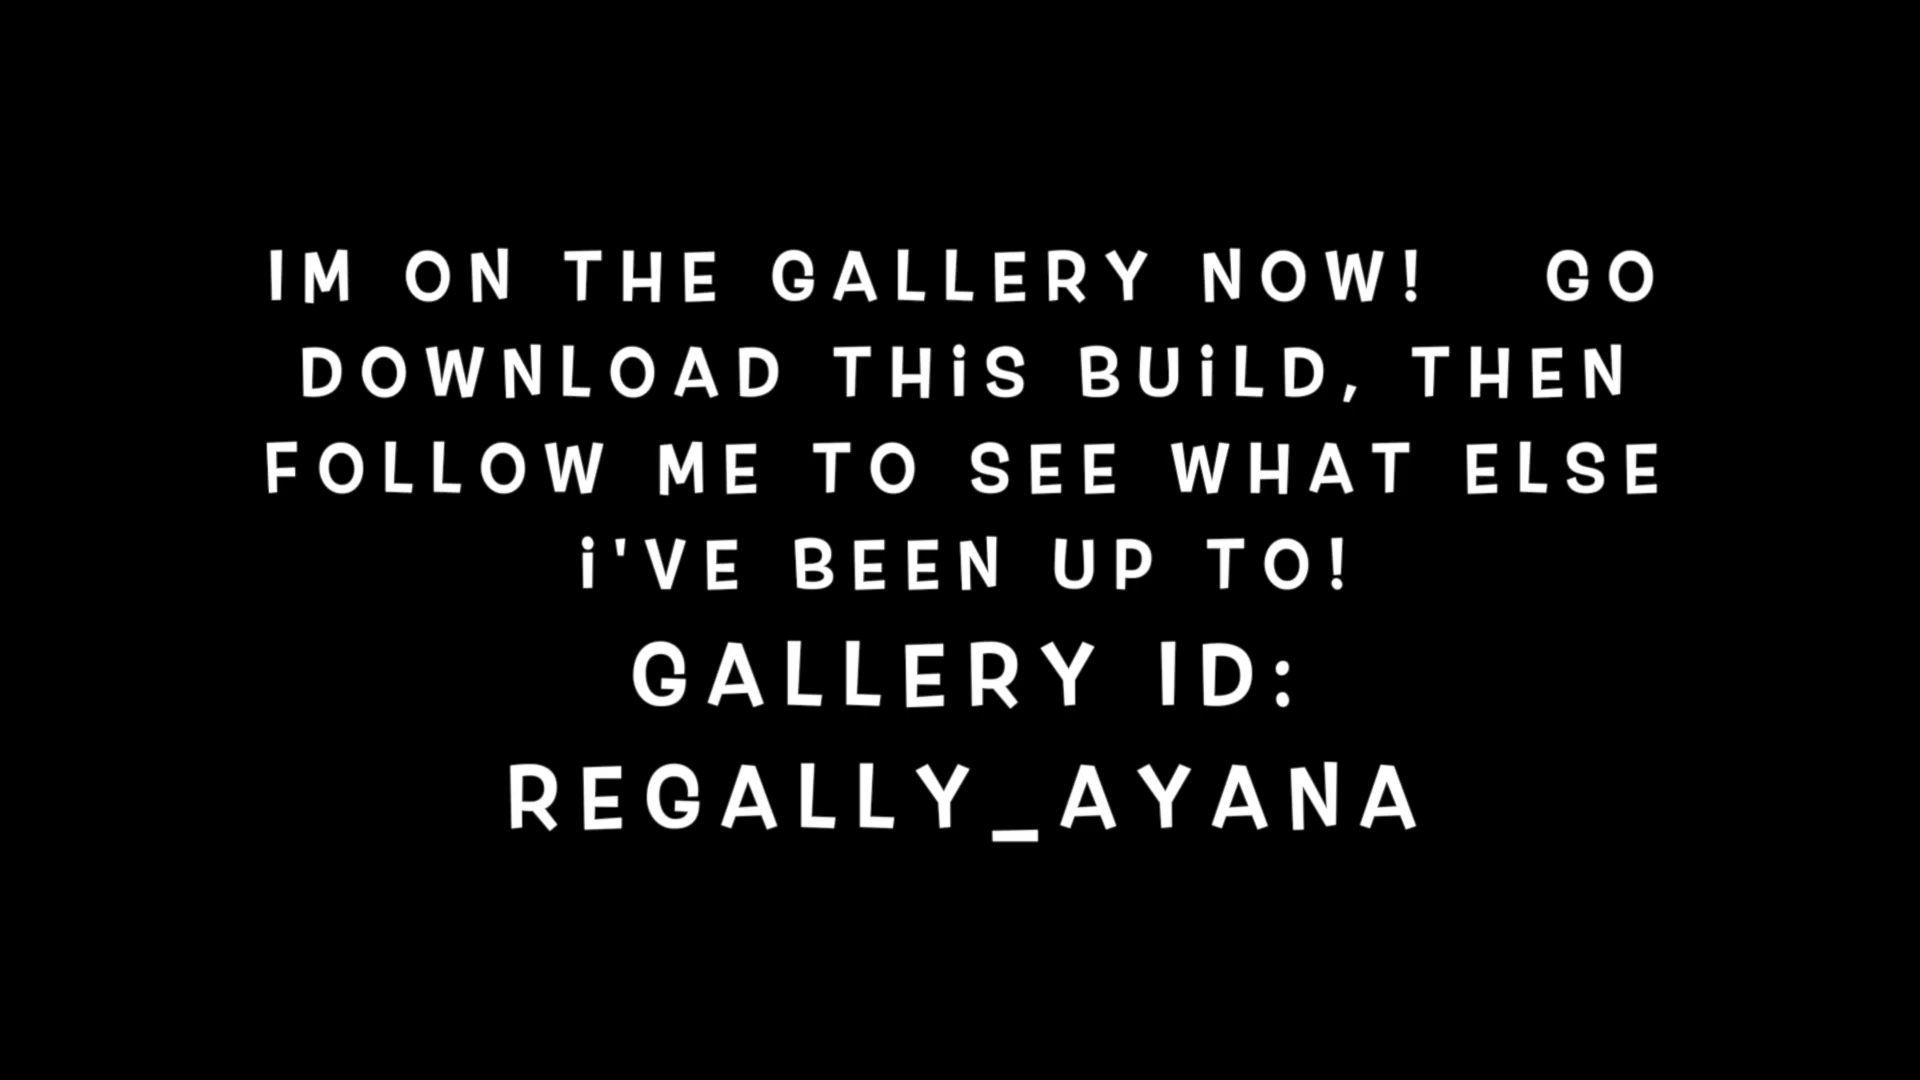 IM ON THE GALLERY NOW! GO
DOWNLOAD THiS BUiLD, THEN
FOLLOW ME TO SEE WHAT ELSE
i'VE BEEN UP TO!
GALLERY ID:
REGALLY_AYANA